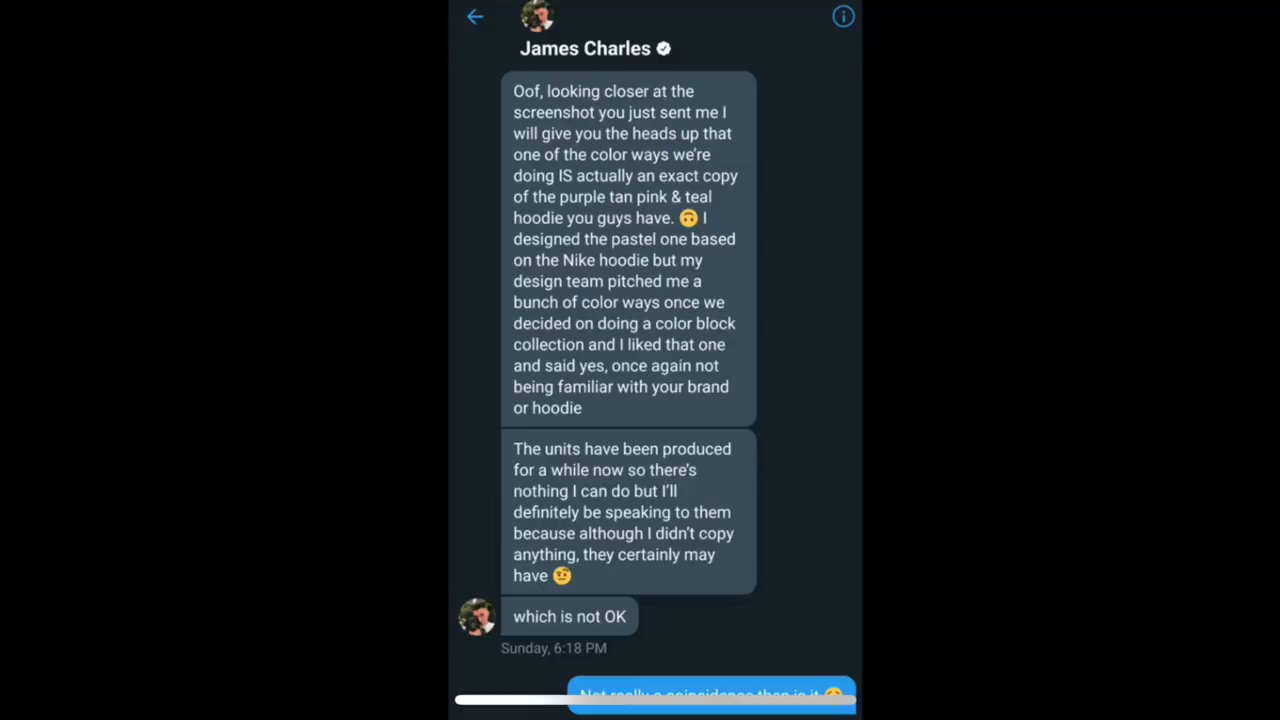 James Charles
Oof, looking closer at the
screenshot you just sent me I
will give you the heads up that
one of the color ways we're
doing IS actually an exact copy
of the purple tan pink & teal
hoodie you guys have. 🙃 I
designed the pastel one based
on the Nike hoodie but my
design team pitched me a
bunch of color ways once we
decided on doing a color block
collection and I liked that one
and said yes, once again not
being familiar with your brand
or hoodie
The units have been produced
for a while now so there's
nothing I can do but I'll
definitely be speaking to them
because although I didn't copy
anything, they certainly may
have 🤨
which is not OK
Sunday, 6:18 PM
Not really a coincidence then is it